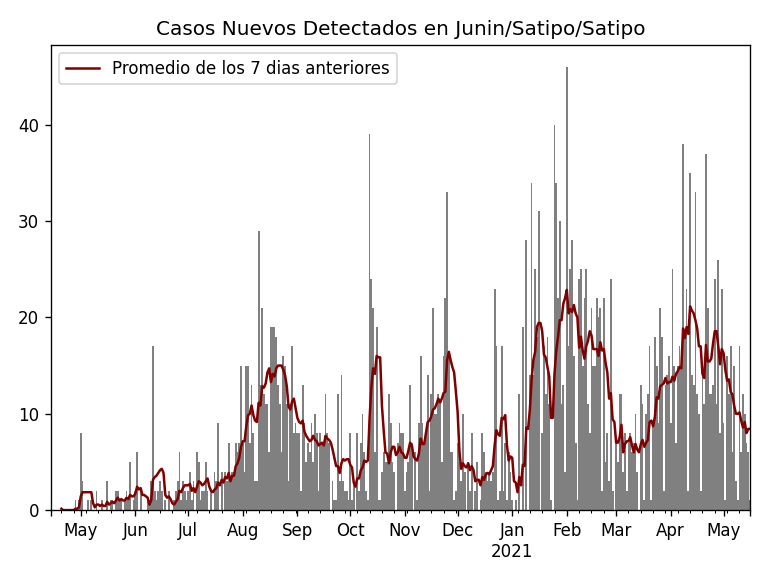 Casos Nuevos Detectados en Junin/Satipo/Satipo
Promedio de los 7 dias anteriores
40
30
20
10
0
May Jun Jul Aug Sep Oct Nov Dec Jan Feb Mar Apr May
2021